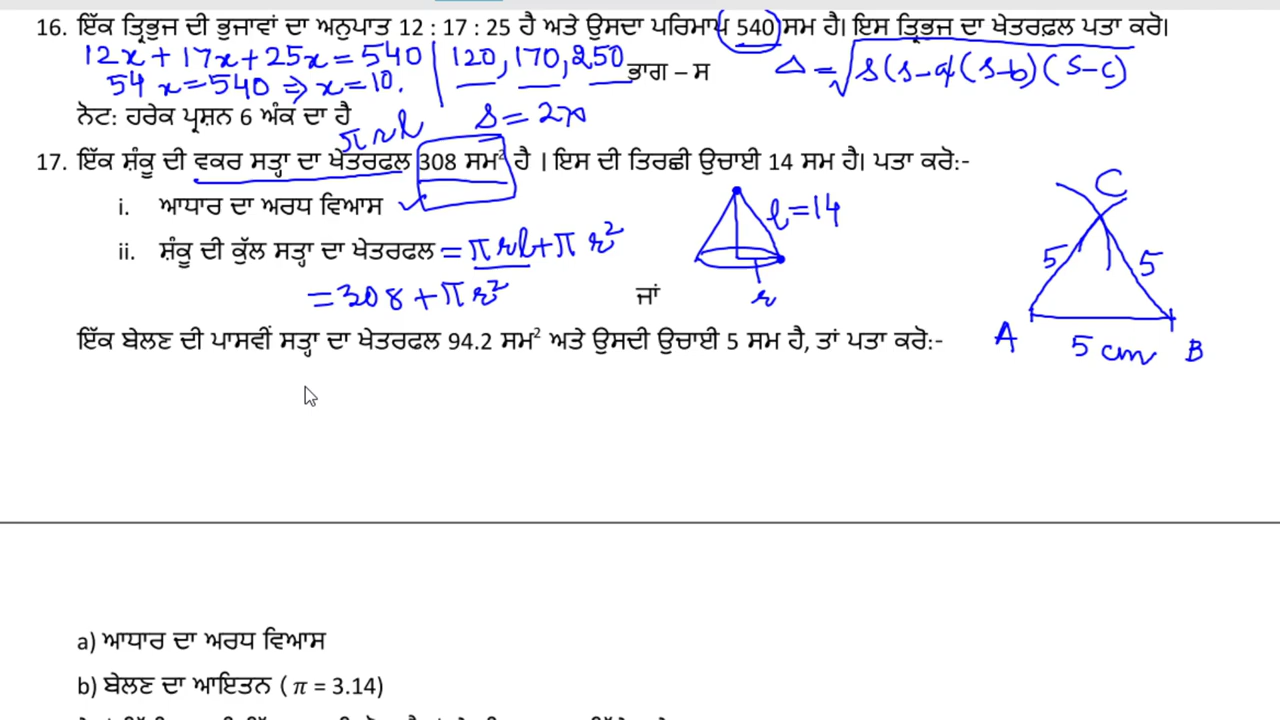 16. ਇੱਕ ਤ੍ਰਿਭੁਜ ਦੀ ਭੁਜਾਵਾਂ ਦਾ ਅਨੁਪਾਤ 12 : 17 : 25 ਹੈ ਅਤੇ ਉਸਦਾ ਪਰਿਮਾਪ 540 ਸਮ ਹੈ। ਇਸ ਤ੍ਰਿਭੁਜ ਦਾ ਖੇਤਰਫ਼ਲ ਪਤਾ ਕਰੋ।
12x + 17x + 25x = 540 | 120, 170, 250
ਭਾਗ – ਸ
Δ = √s(s-a)(s-b)(s-c)
54 x = 540 ⇒ x = 10.
ਨੋਟ: ਹਰੇਕ ਪ੍ਰਸ਼ਨ 6 ਅੰਕ ਦਾ ਹੈ
πrl
17. ਇੱਕ ਸ਼ੰਕੂ ਦੀ ਵਕਰ ਸਤ੍ਹਾ ਦਾ ਖੇਤਰਫਲ 308 ਸਮ² ਹੈ । ਇਸ ਦੀ ਤਿਰਛੀ ਉਚਾਈ 14 ਸਮ ਹੈ। ਪਤਾ ਕਰੋ:-
i. ਆਧਾਰ ਦਾ ਅਰਧ ਵਿਆਸ
l = 14
ii. ਸ਼ੰਕੂ ਦੀ ਕੁੱਲ ਸਤ੍ਹਾ ਦਾ ਖੇਤਰਫਲ = πrl + πr²
= 308 + πr²
ਜਾਂ
r
C
5 5
A 5 cm B
ਇੱਕ ਬੇਲਣ ਦੀ ਪਾਸਵੀਂ ਸਤ੍ਹਾ ਦਾ ਖੇਤਰਫਲ 94.2 ਸਮ² ਅਤੇ ਉਸਦੀ ਉਚਾਈ 5 ਸਮ ਹੈ, ਤਾਂ ਪਤਾ ਕਰੋ:-
a) ਆਧਾਰ ਦਾ ਅਰਧ ਵਿਆਸ
b) ਬੇਲਣ ਦਾ ਆਇਤਨ ( π = 3.14)